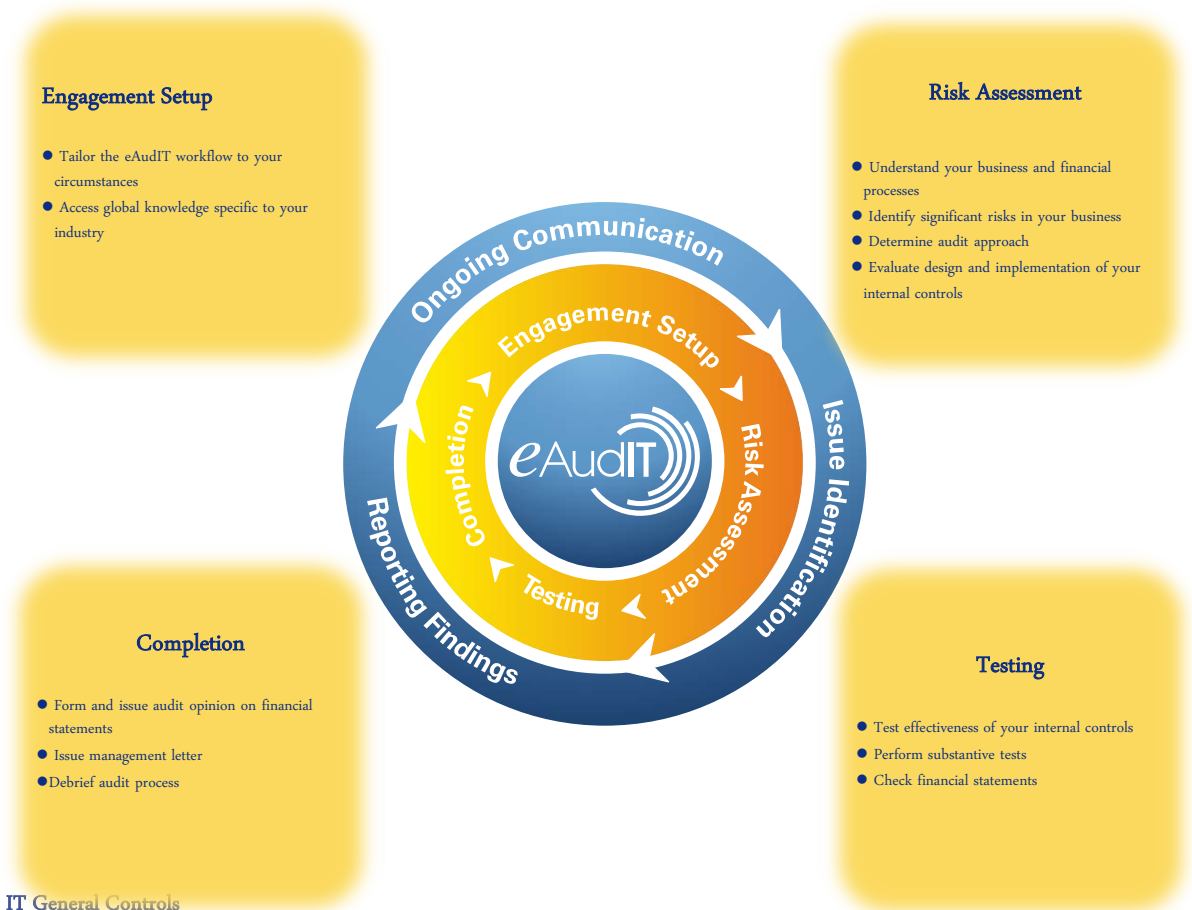 Engagement Setup
● Tailor the eAudIT workflow to your
circumstances
● Access global knowledge specific to your
industry
Risk Assessment
● Understand your business and financial
processes
● Identify significant risks in your business
● Determine audit approach
● Evaluate design and implementation of your
internal controls
Ongoing Communication
Issue Identification
Reporting Findings
Engagement Setup
Risk Assessment
Testing
Completion
eAudIT
Completion
● Form and issue audit opinion on financial
statements
● Issue management letter
●Debrief audit process
Testing
● Test effectiveness of your internal controls
● Perform substantive tests
● Check financial statements
IT General Controls